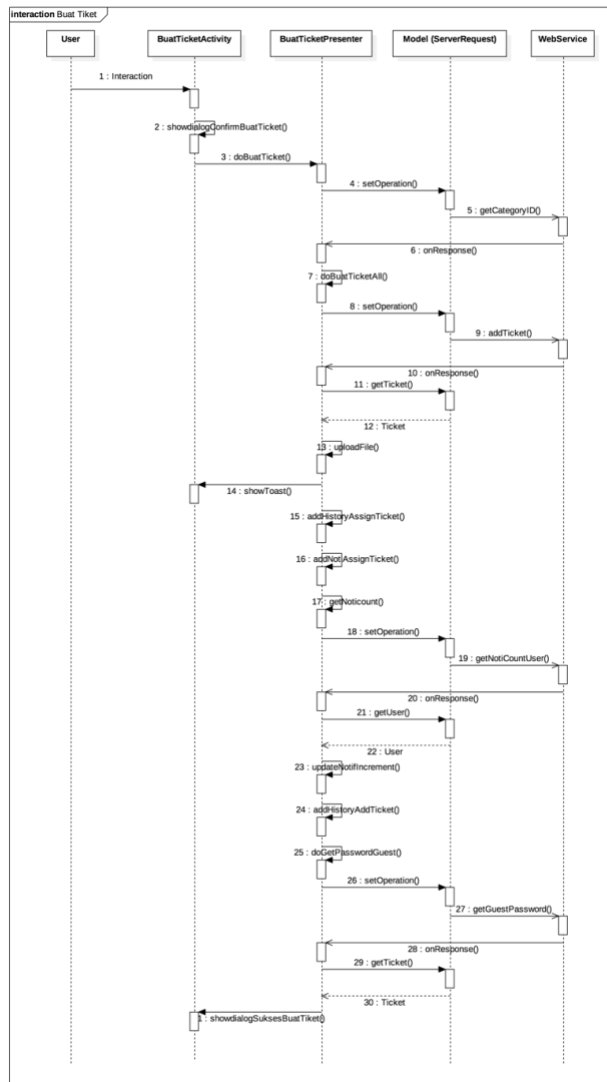 interaction Buat Tiket
User
BuatTicketActivity
BuatTicketPresenter
Model (ServerRequest)
WebService
1 : Interaction
2 : showdialogConfirmBuatTicket()
3 : doBuatTicket()
4 : setOperation()
5 : getCategoryID()
6 : onResponse()
7 : doBuatTicketAll()
8 : setOperation()
9 : addTicket()
10 : onResponse()
11 : getTicket()
12 : Ticket
13 : uploadFile()
14 : showToast()
15 : addHistoryAssignTicket()
16 : addNotiAssignTicket()
17 : getNoticount()
18 : setOperation()
19 : getNotiCountUser()
20 : onResponse()
21 : getUser()
22 : User
23 : updateNotifIncrement()
24 : addHistoryAddTicket()
25 : doGetPasswordGuest()
26 : setOperation()
27 : getGuestPassword()
28 : onResponse()
29 : getTicket()
30 : Ticket
1 : showdialogSuksesBuatTiket()